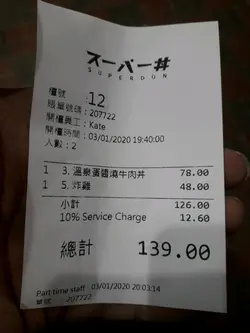 スーパー丼
SUPERDON
檯號 :12
賬單號碼 : 207722
開檯員工 : Kate
開檯時間 : 03/01/2020 19:40:00
人數 : 2
1 3. 溫泉蛋醬燒牛肉丼 78.00
1 5. 炸雞 48.00
小計 126.00
10% Service Charge 12.60
總計 139.00
Part time staff 03/01/2020 20:03:14
單號: 207722